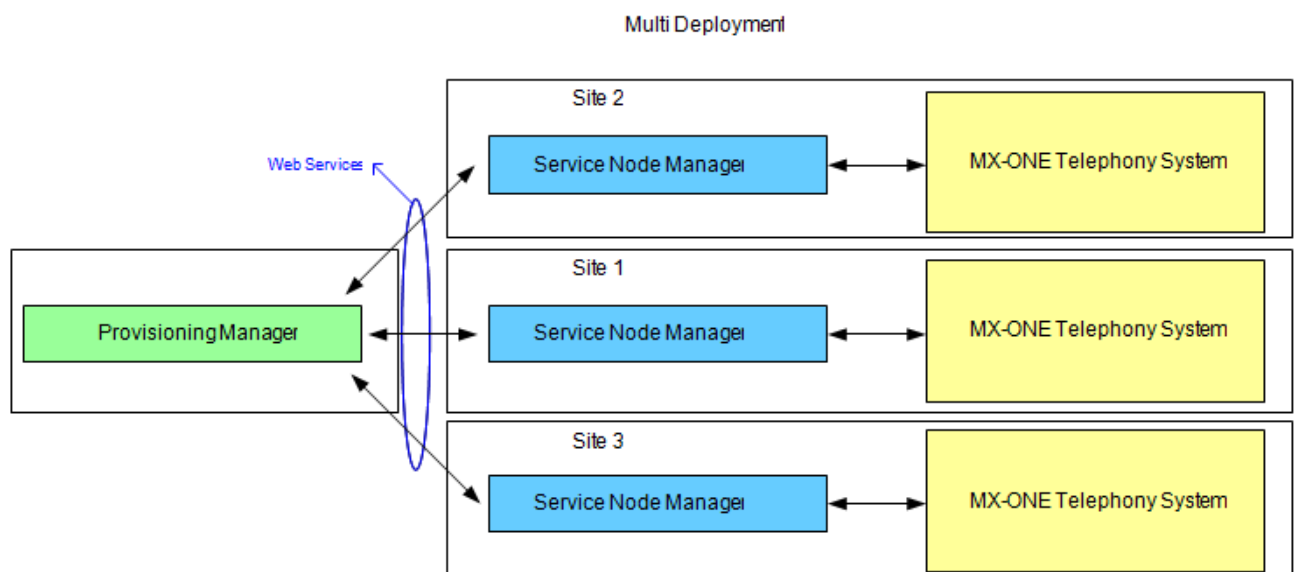 Multi Deployment
Site 2
Web Services
Service Node Manager
MX-ONE Telephony System
Site 1
Provisioning Manager
Service Node Manager
MX-ONE Telephony System
Site 3
Service Node Manager
MX-ONE Telephony System